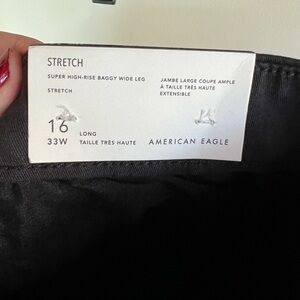 STRETCH
SUPER HIGH-RISE BAGGY WIDE LEG
STRETCH
JAMBE LARGE COUPE AMPLE
À TAILLE TRÈS HAUTE
EXTENSIBLE
16
33W
LONG
TAILLE TRÈS HAUTE
AMERICAN EAGLE